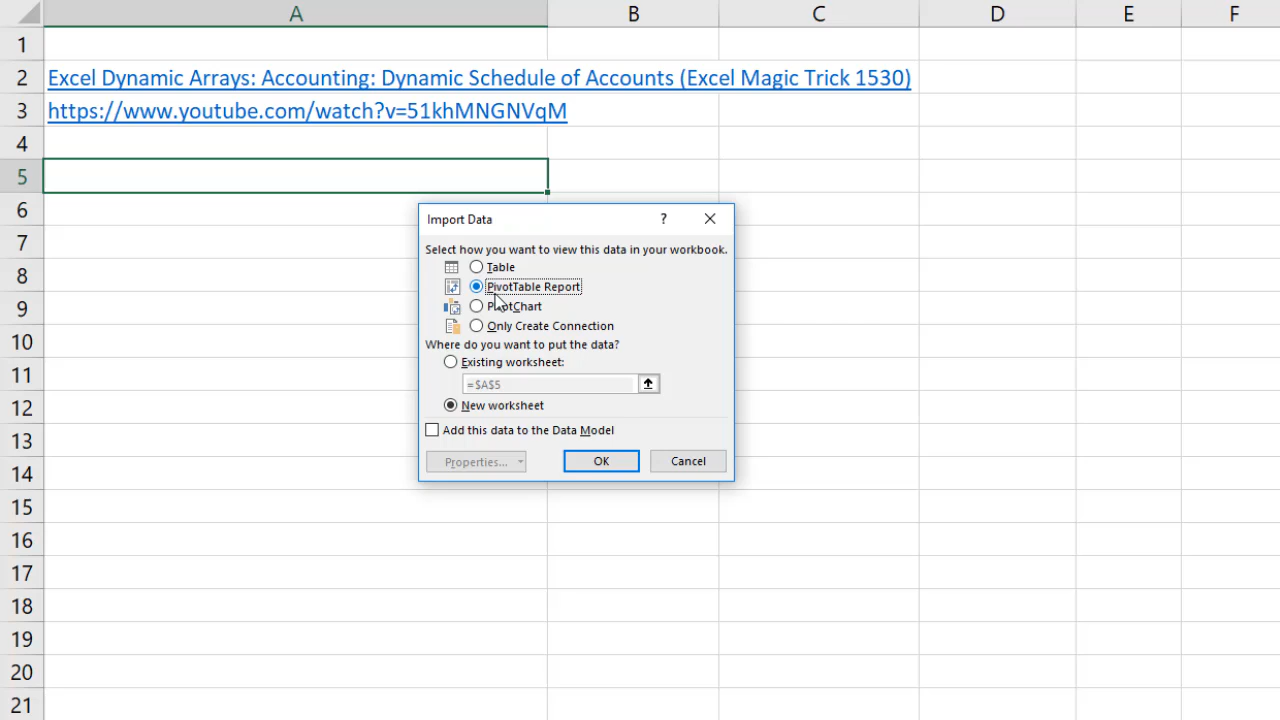 A B C D E F
1
2 Excel Dynamic Arrays: Accounting: Dynamic Schedule of Accounts (Excel Magic Trick 1530)
3 https://www.youtube.com/watch?v=51khMNGNVqM
4
5
6
Import Data ? ×
7
Select how you want to view this data in your workbook.
Table
8
PivotTable Report
9
PivotChart
Only Create Connection
10
Where do you want to put the data?
Existing worksheet:
11
=$A$5
12
New worksheet
Add this data to the Data Model
13
Properties... OK Cancel
14
15
16
17
18
19
20
21